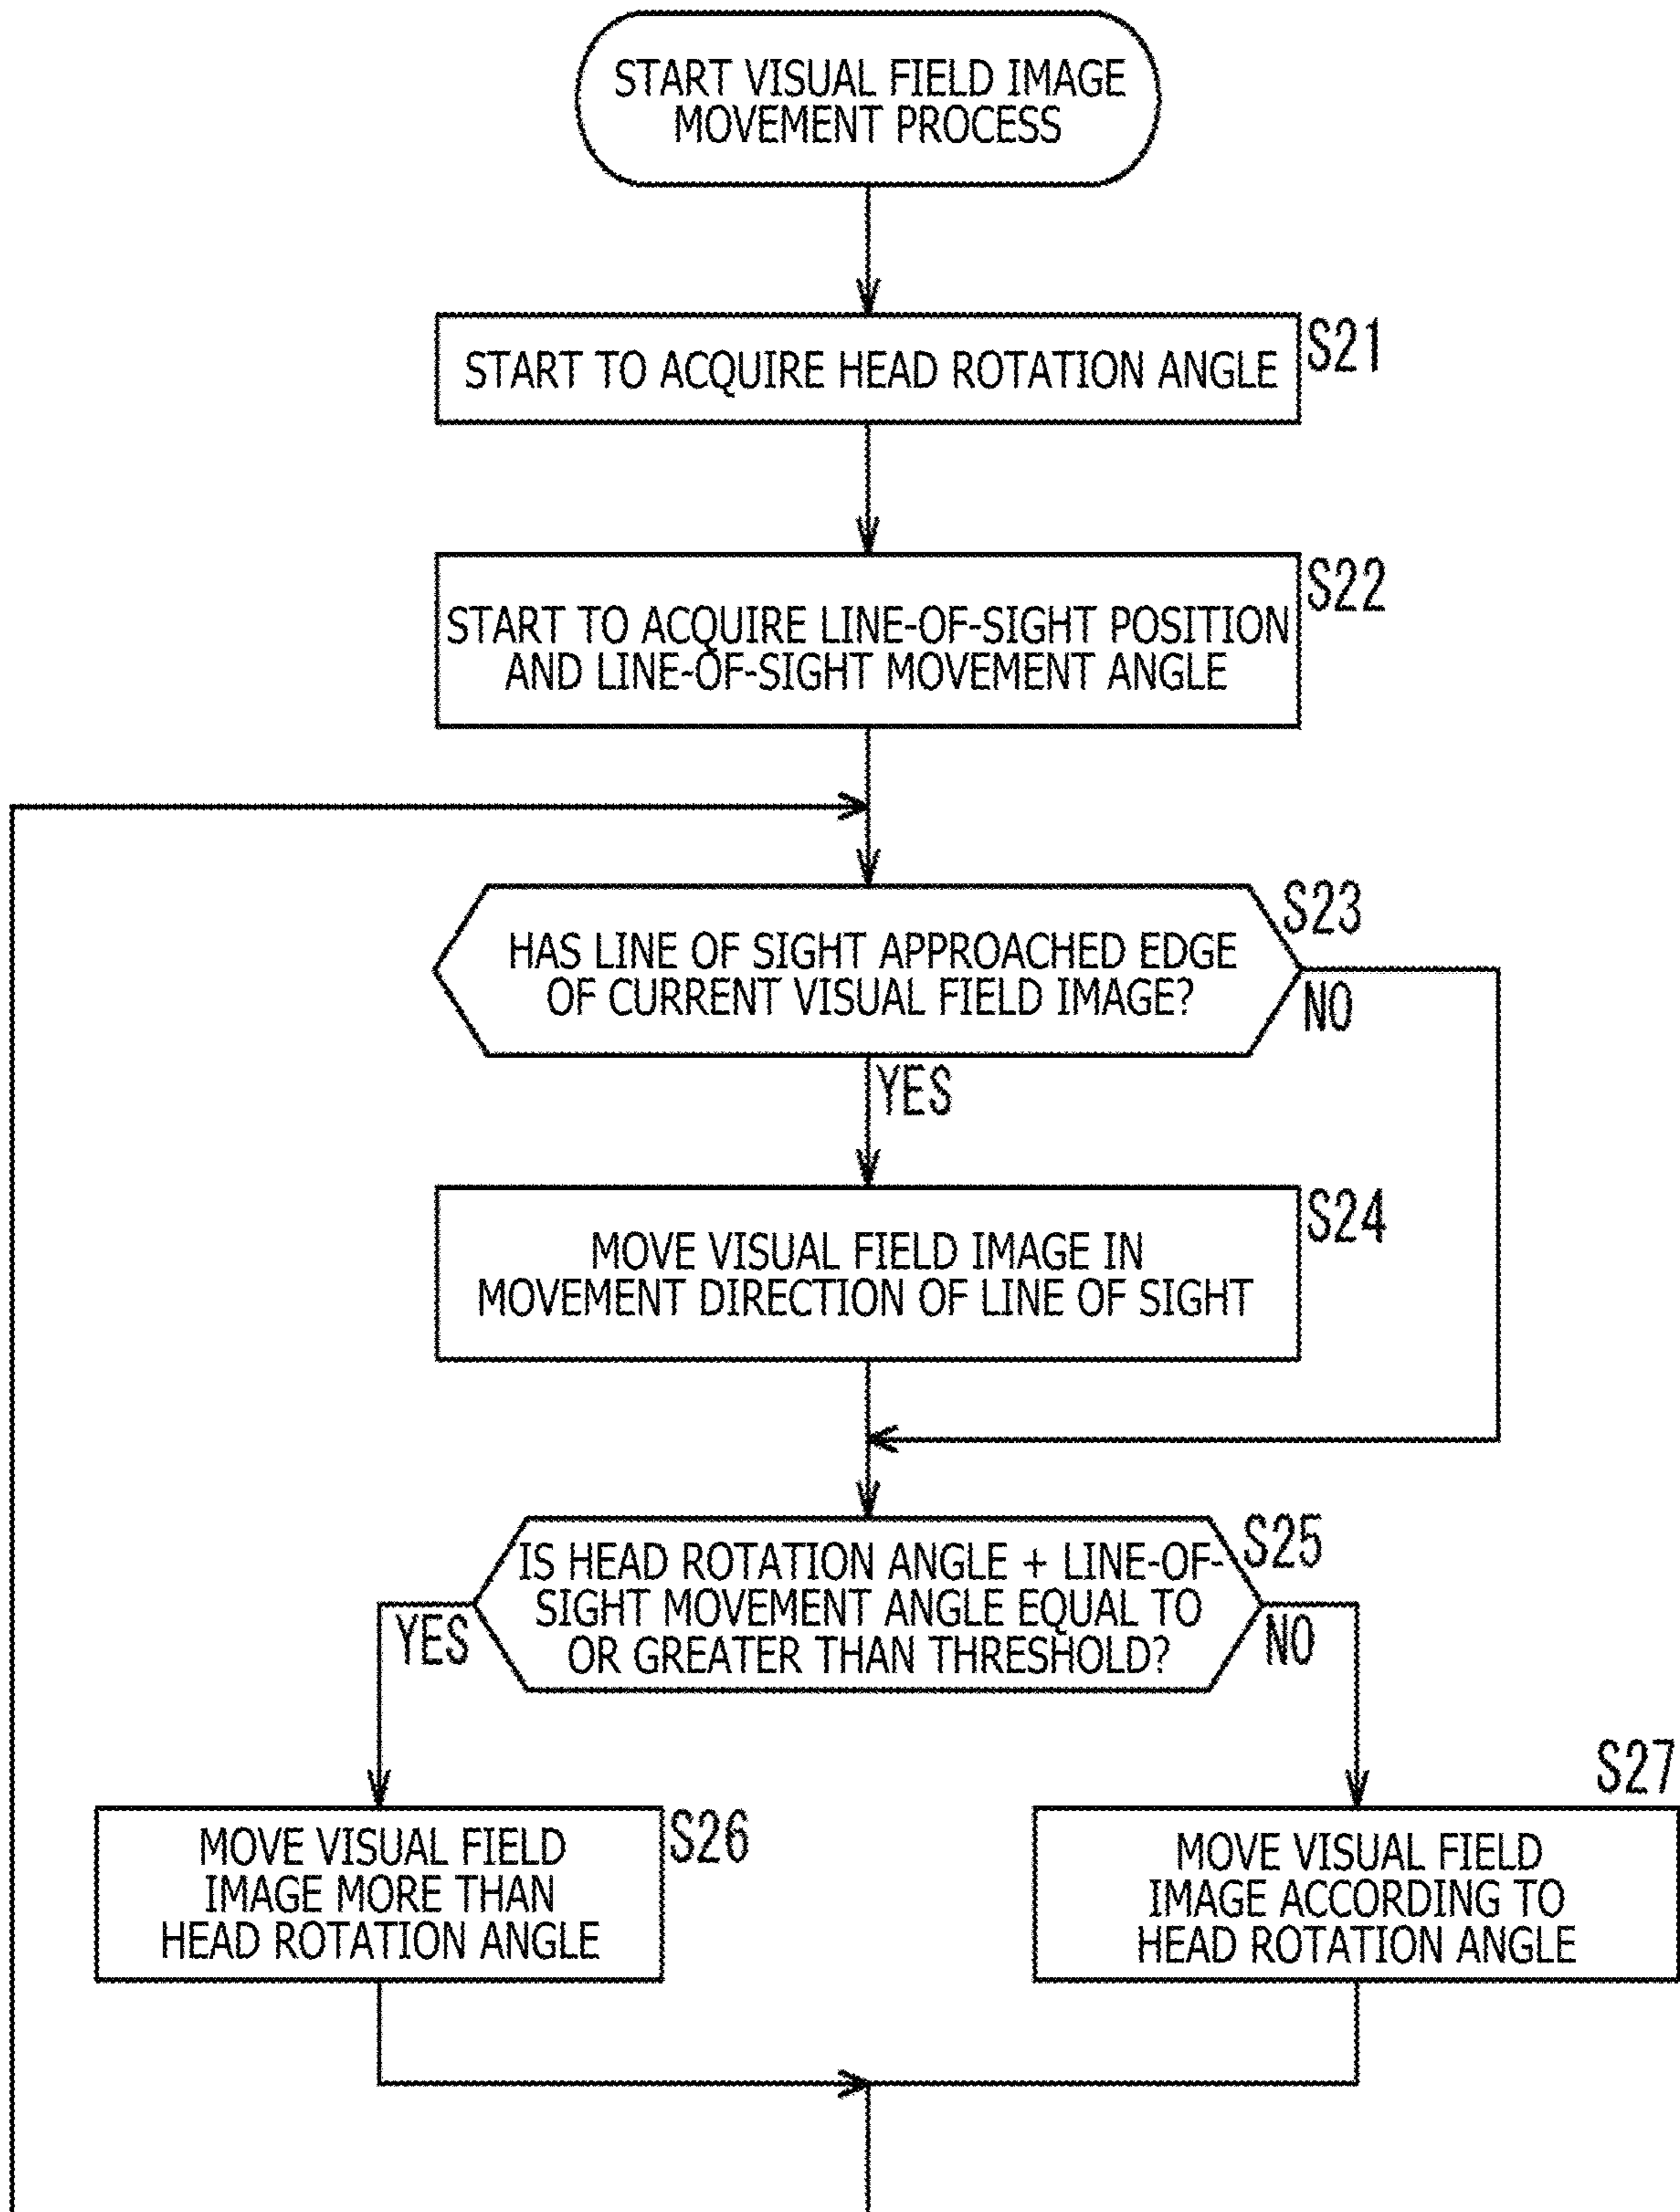 START VISUAL FIELD IMAGE
MOVEMENT PROCESS
START TO ACQUIRE HEAD ROTATION ANGLE
S21
START TO ACQUIRE LINE-OF-SIGHT POSITION
AND LINE-OF-SIGHT MOVEMENT ANGLE
S22
HAS LINE OF SIGHT APPROACHED EDGE
OF CURRENT VISUAL FIELD IMAGE?
S23
NO
YES
MOVE VISUAL FIELD IMAGE IN
MOVEMENT DIRECTION OF LINE OF SIGHT
S24
IS HEAD ROTATION ANGLE + LINE-OF-
SIGHT MOVEMENT ANGLE EQUAL TO
OR GREATER THAN THRESHOLD?
S25
YES
NO
MOVE VISUAL FIELD
IMAGE MORE THAN
HEAD ROTATION ANGLE
S26
MOVE VISUAL FIELD
IMAGE ACCORDING TO
HEAD ROTATION ANGLE
S27